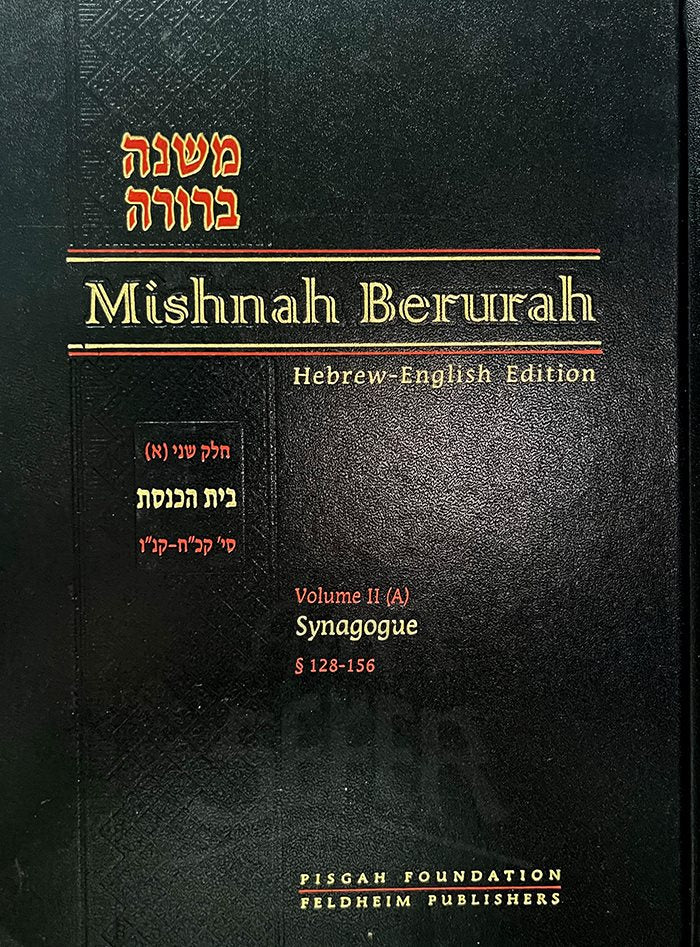 משנה
ברורה
Mishnah Berurah
Hebrew-English Edition
חלק שני (א)
בית הכנסת
סי' קכ"ח-קנ"ו
Volume II (A)
Synagogue
§ 128-156
SEFER
PISGAH FOUNDATION
FELDHEIM PUBLISHERS